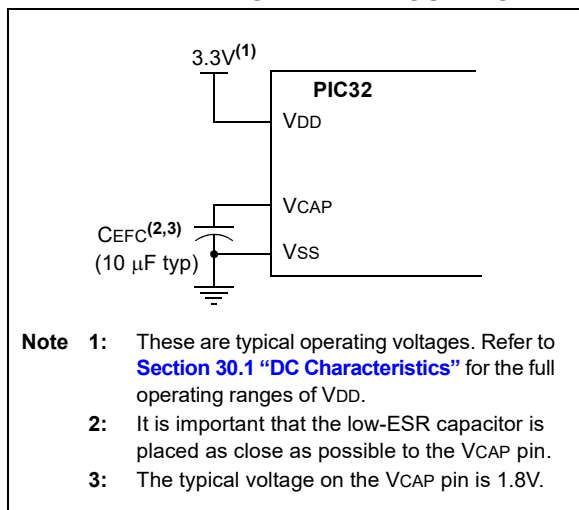 3.3V(1)
PIC32
VDD
VCAP
CEFC(2,3)
(10 μF typ)
VSS
Note 1: These are typical operating voltages. Refer to
Section 30.1 “DC Characteristics” for the full
operating ranges of VDD.
2: It is important that the low-ESR capacitor is
placed as close as possible to the VCAP pin.
3: The typical voltage on the VCAP pin is 1.8V.